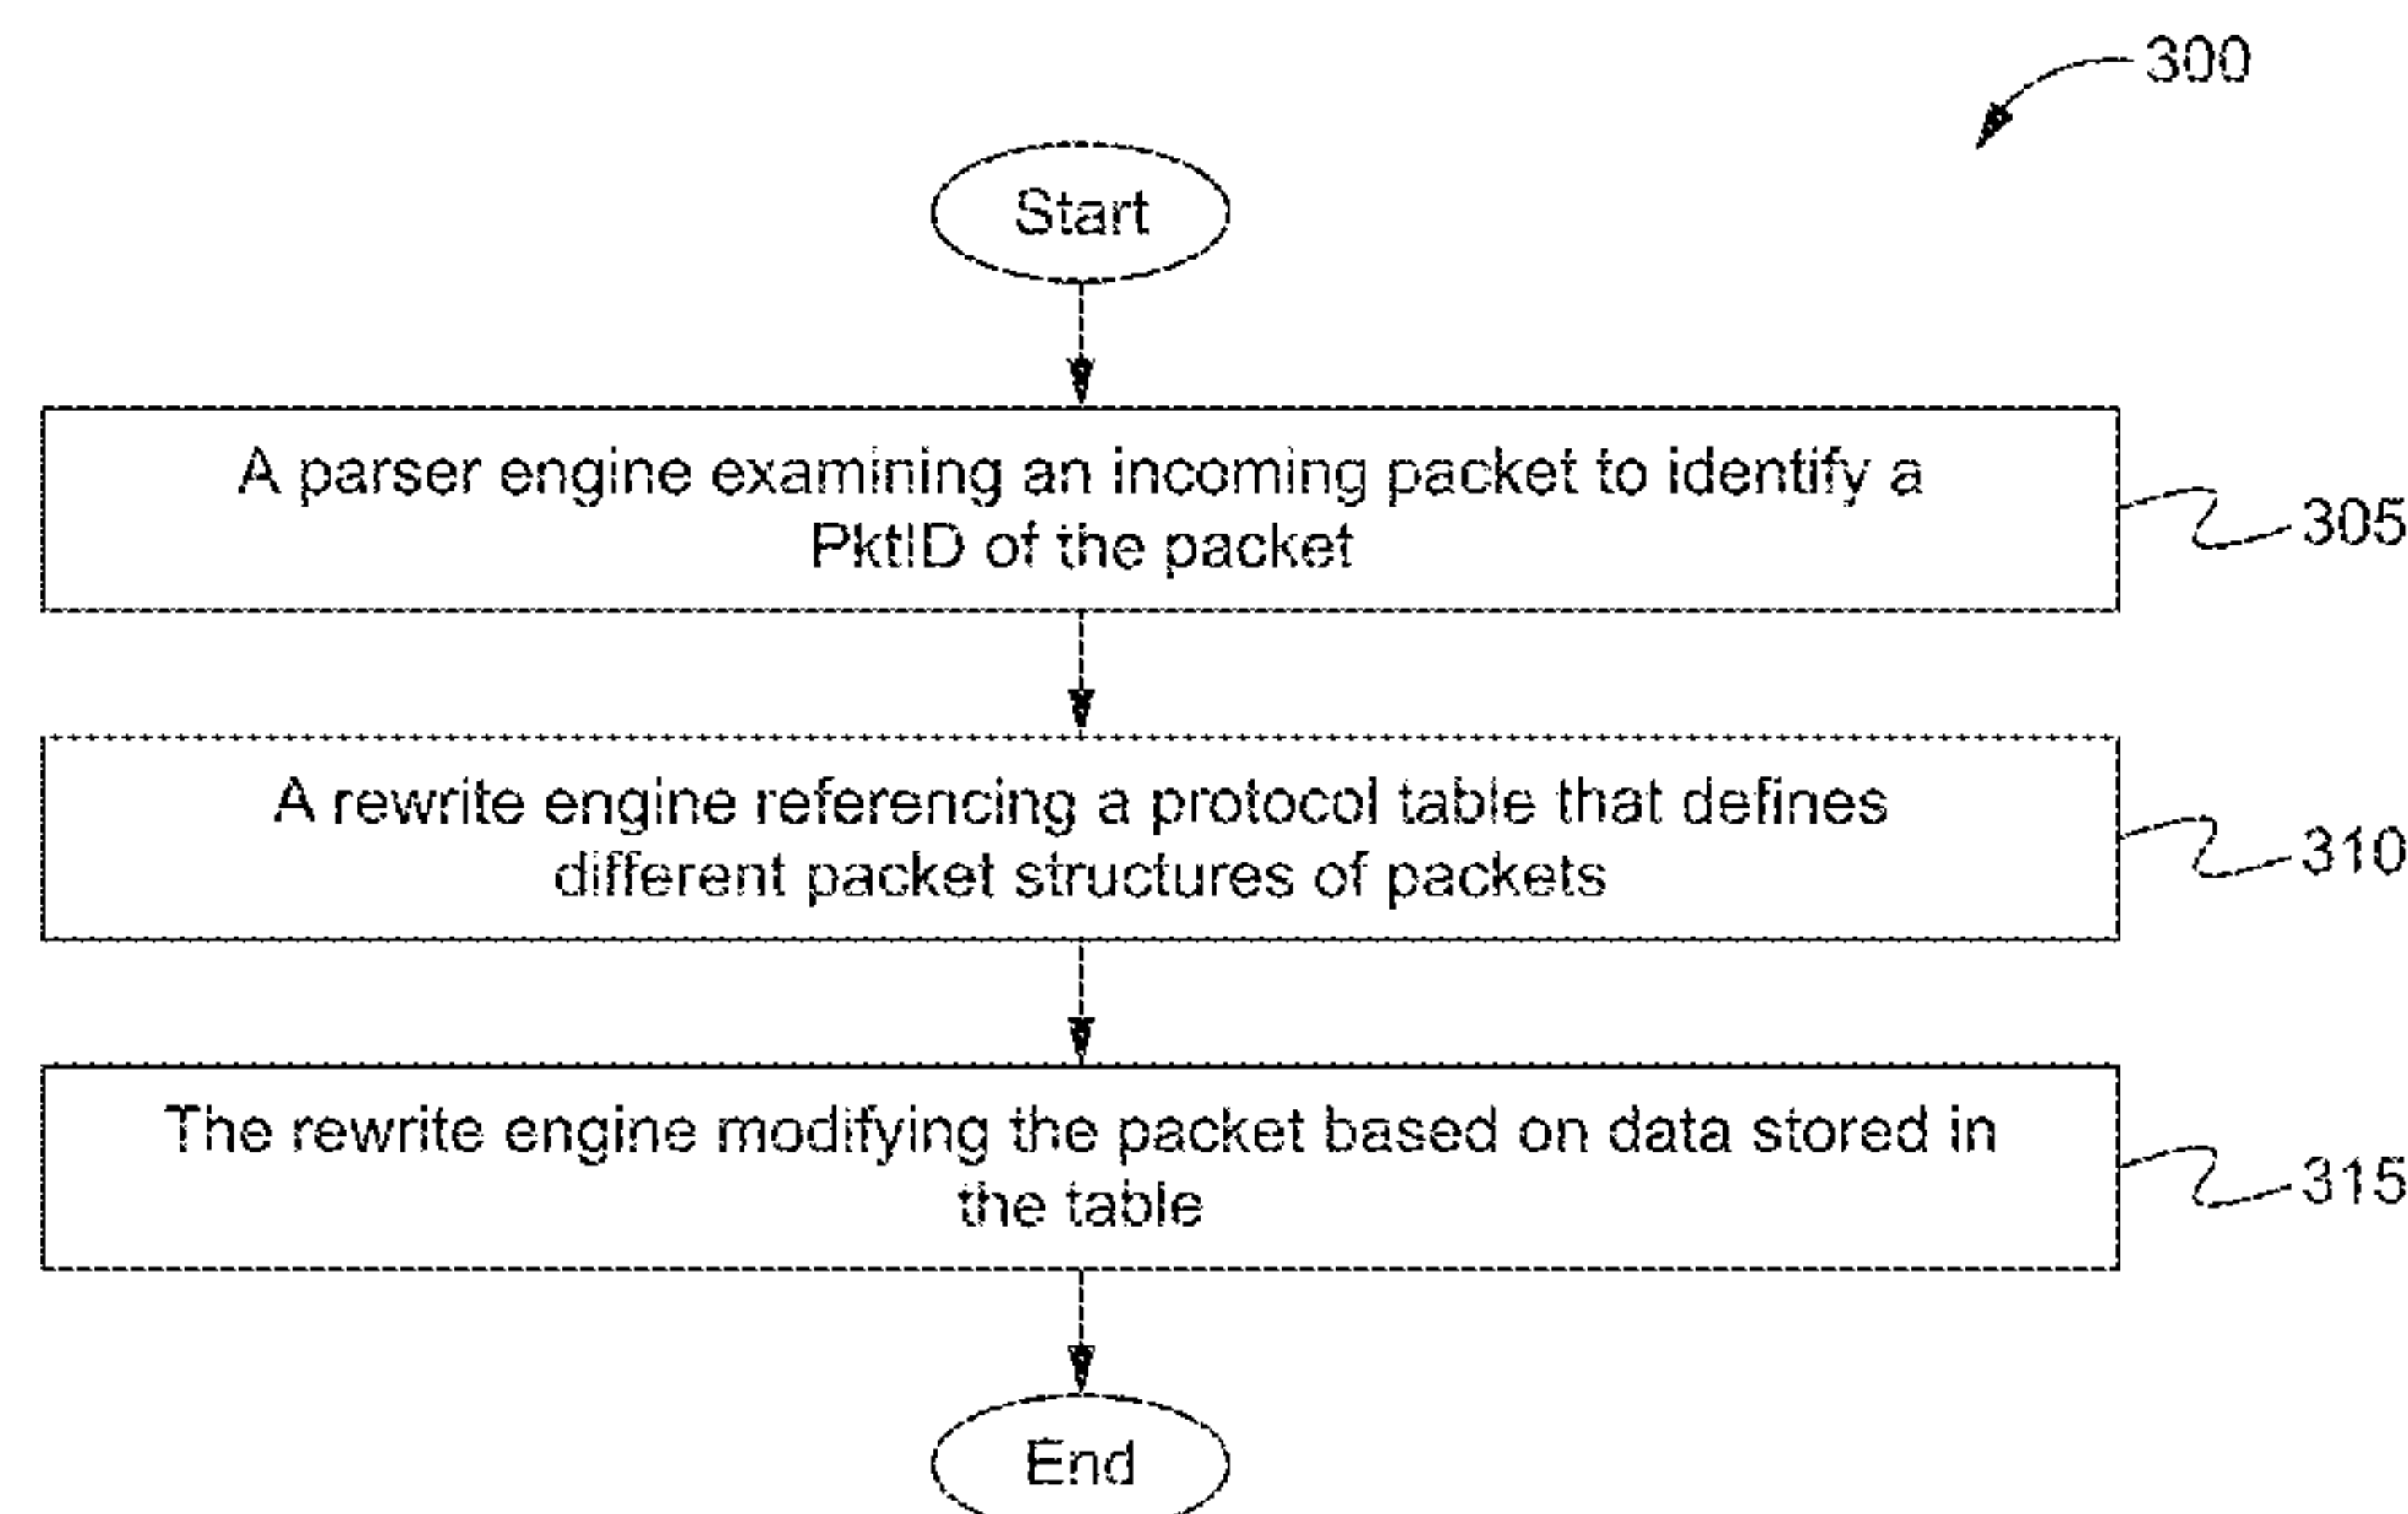 300
Start
A parser engine examining an incoming packet to identify a
PktID of the packet
305
A rewrite engine referencing a protocol table that defines
different packet structures of packets
310
The rewrite engine modifying the packet based on data stored in
the table
315
End